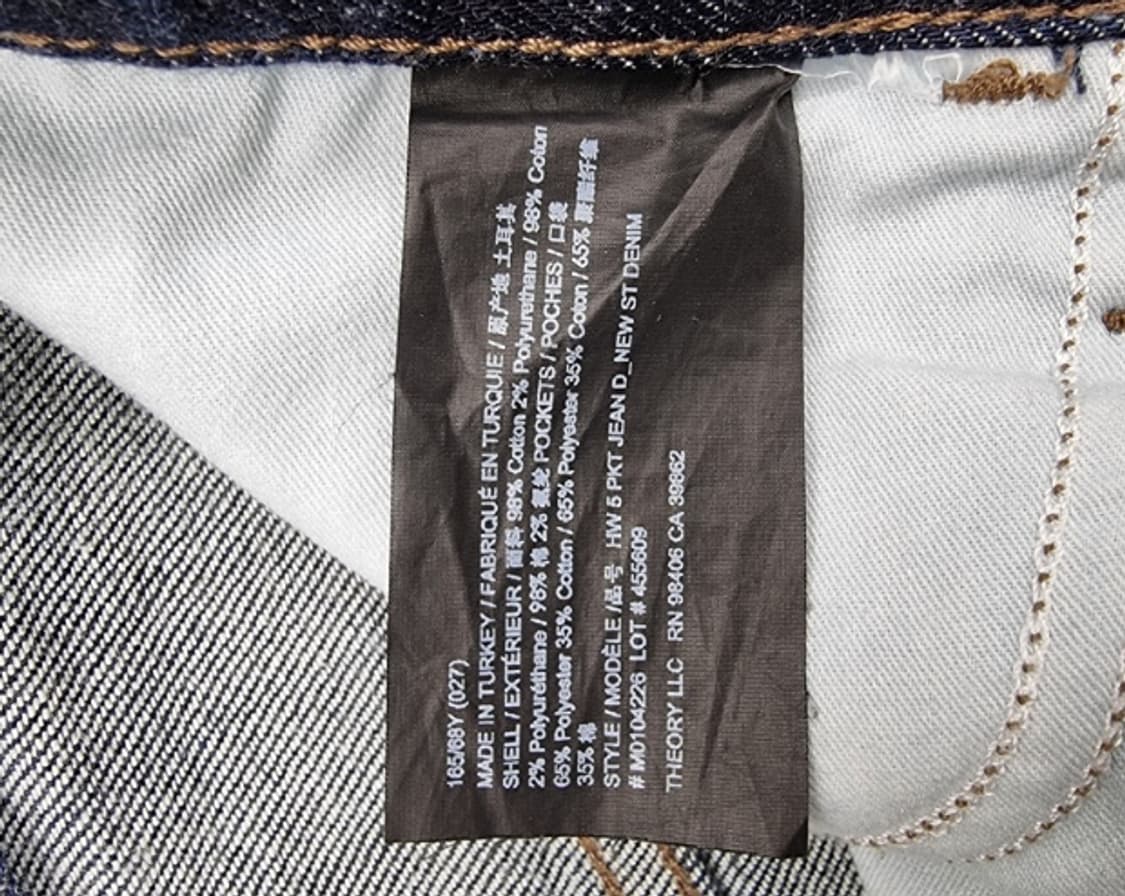 165/68Y (027)
MADE IN TURKEY / FABRIQUÉ EN TURQUIE / 原产地 土耳其
SHELL / EXTÉRIEUR / 面料 98% Cotton 2% Polyurethane / 98% Coton
2% Polyuréthane / 98% 棉 2% 氨纶 POCKETS / POCHES / 口袋
65% Polyester 35% Cotton / 65% Polyester 35% Coton / 65% 聚酯纤维
35% 棉
STYLE / MODÈLE /品号 HW 5 PKT JEAN D_NEW ST DENIM
# M0104226 LOT # 455609
THEORY LLC RN 98406 CA 39862